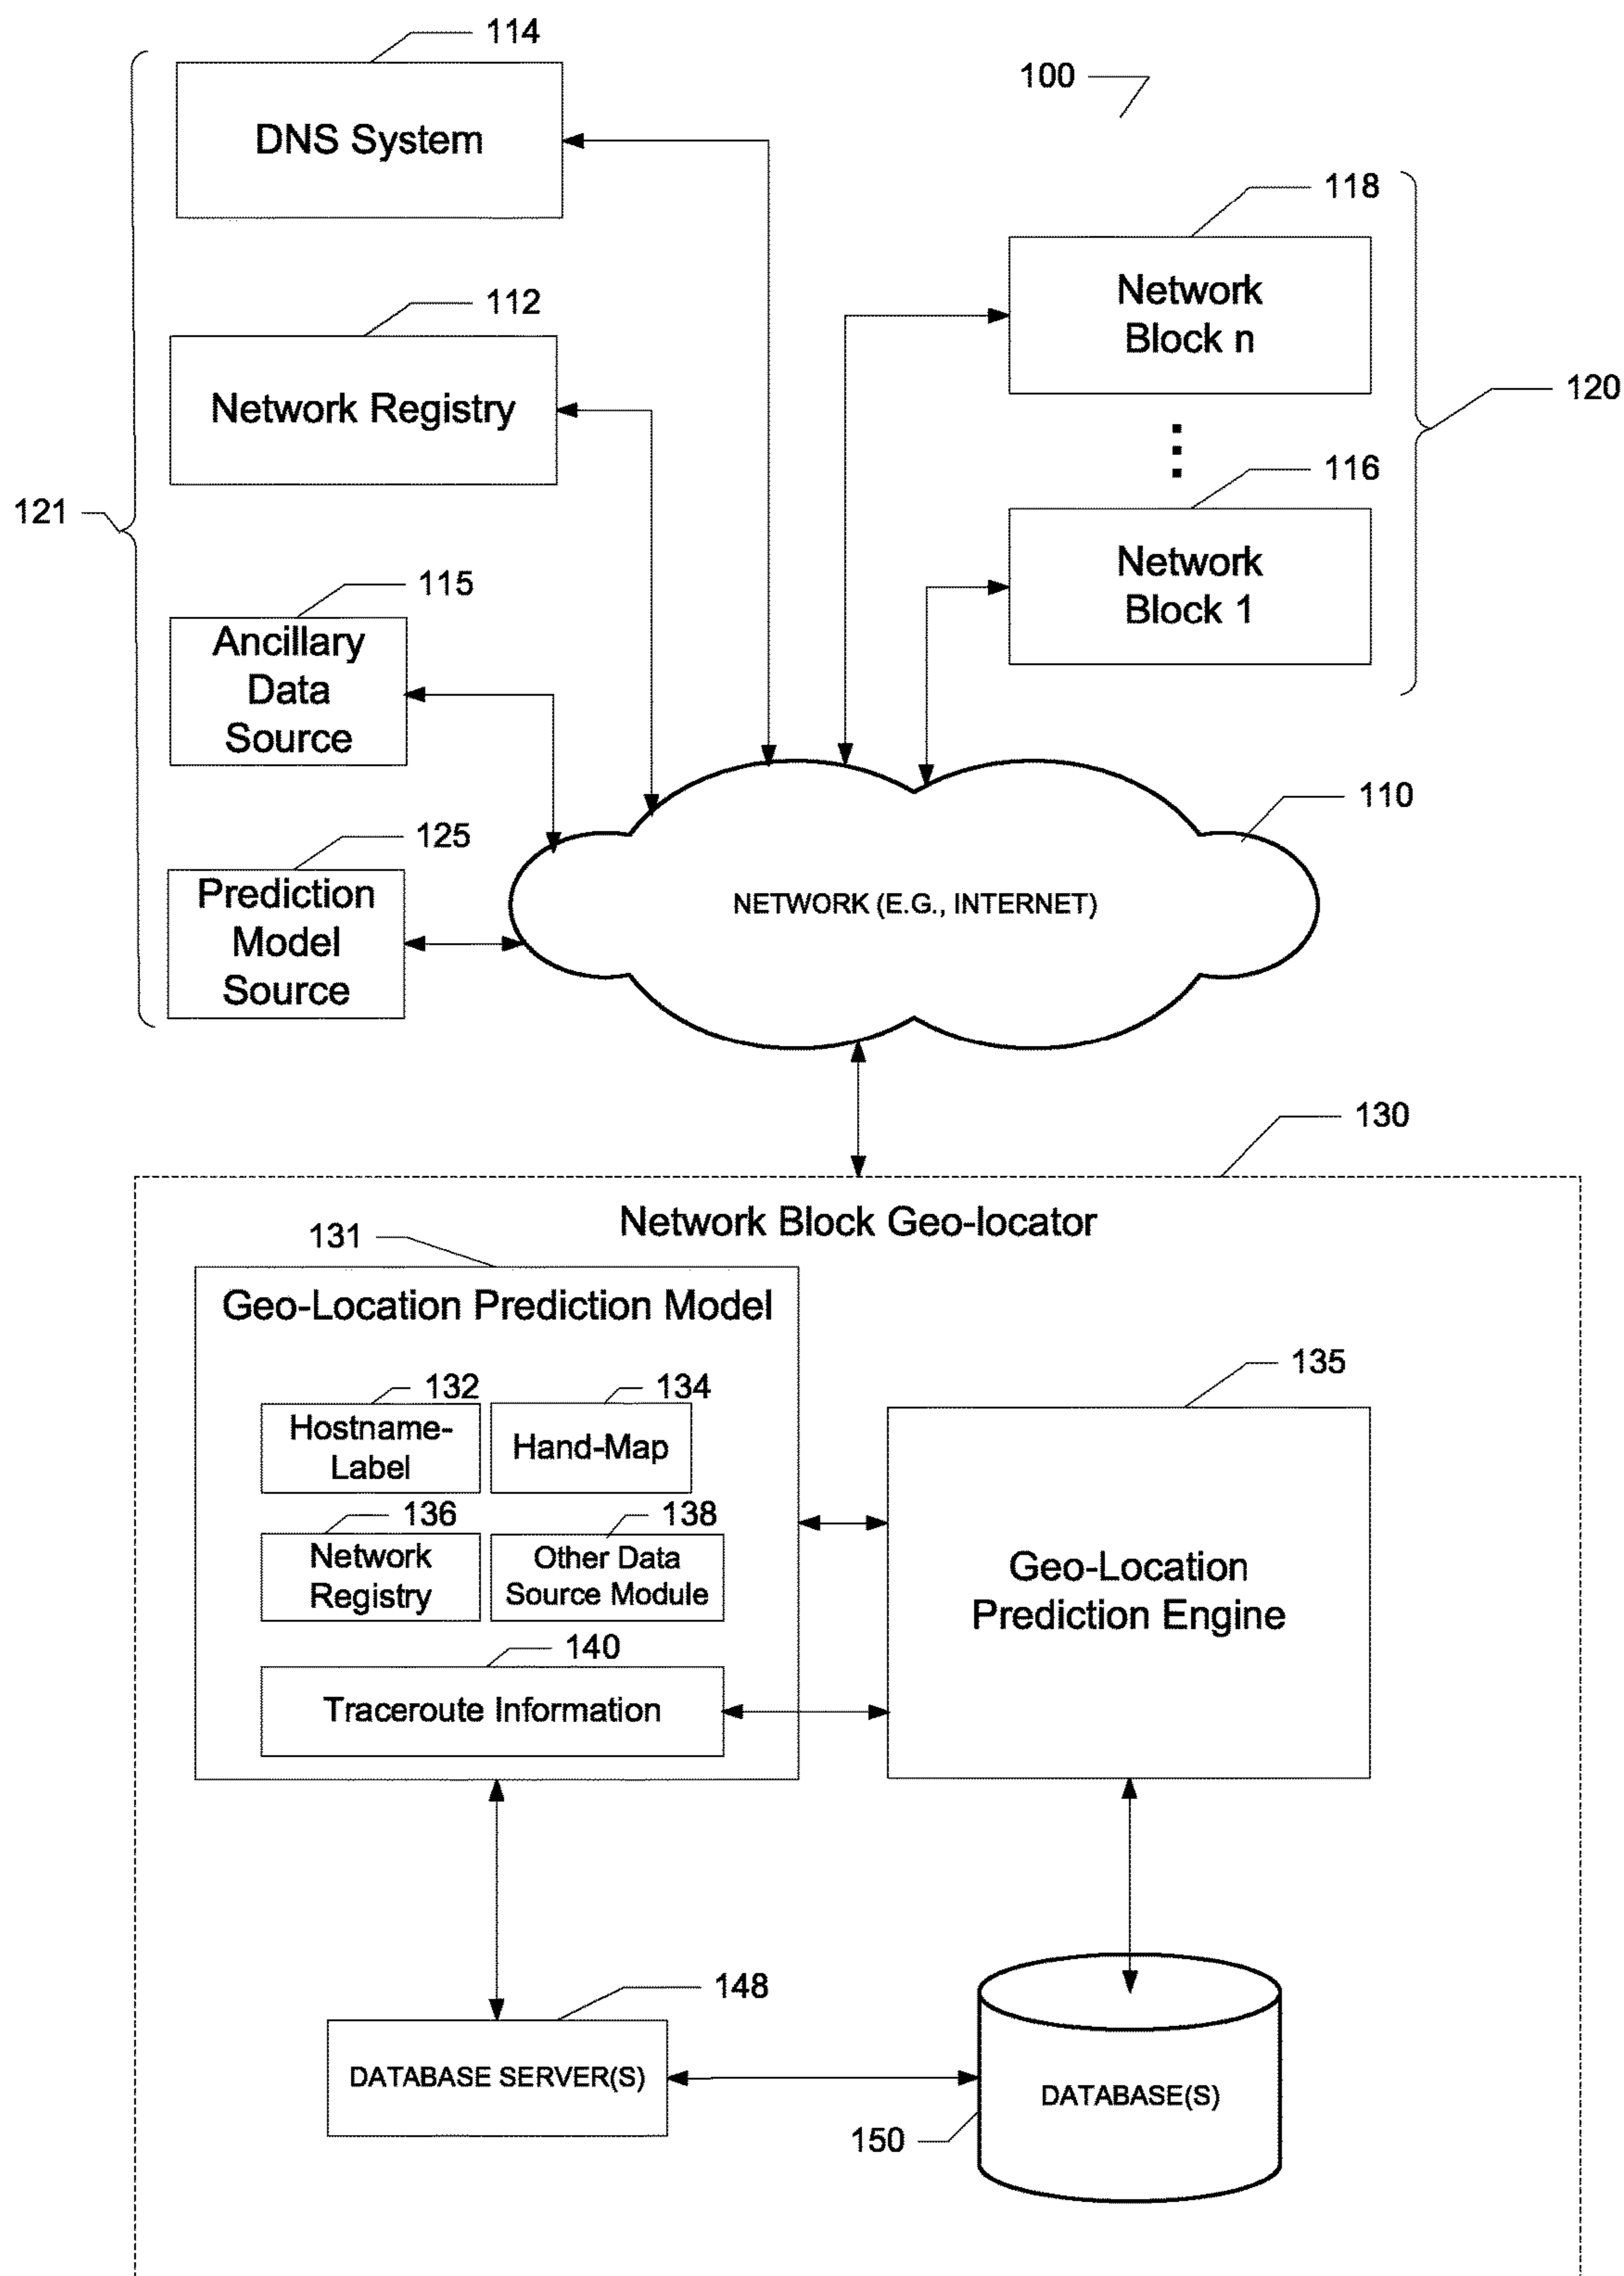 114
100
DNS System
118
Network
Block n
112
120
Network Registry
116
121
Network
Block 1
115
Ancillary
Data
Source
110
125
Prediction
Model
Source
NETWORK (E.G., INTERNET)
130
Network Block Geo-locator
131
Geo-Location Prediction Model
135
132
134
Hostname-
Label
Hand-Map
136
138
Network
Registry
Other Data
Source Module
Geo-Location
Prediction Engine
140
Traceroute Information
148
DATABASE SERVER(S)
DATABASE(S)
150